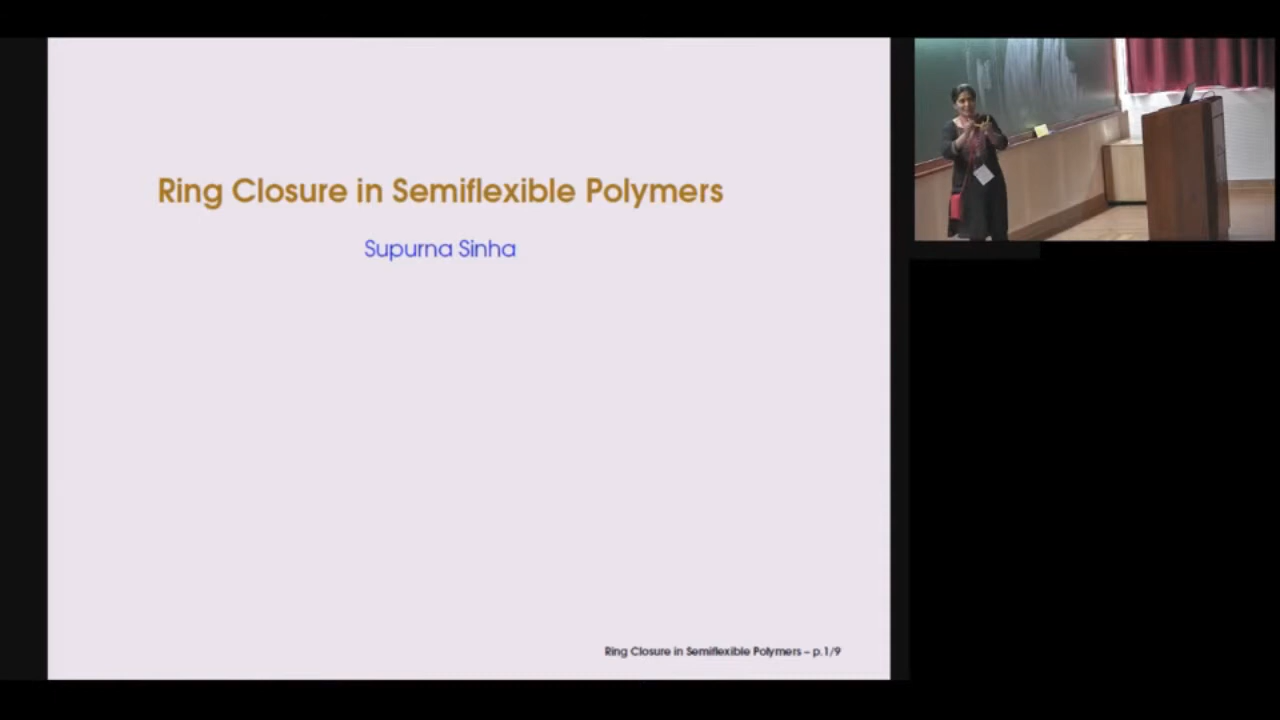 Ring Closure in Semiflexible Polymers
Supurna Sinha
Ring Closure in Semiflexible Polymers – p.1/9